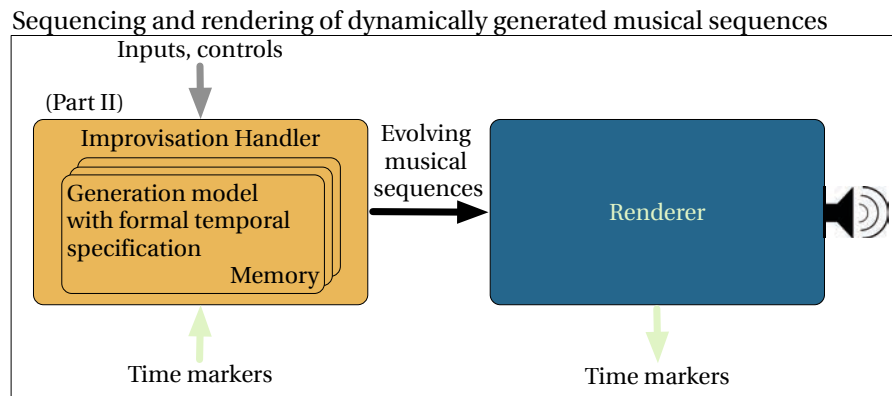 Sequencing and rendering of dynamically generated musical sequences
Inputs, controls
(Part II)
Improvisation Handler
Generation model
with formal temporal
specification
Memory
Evolving
musical
sequences
Renderer
Time markers
Time markers